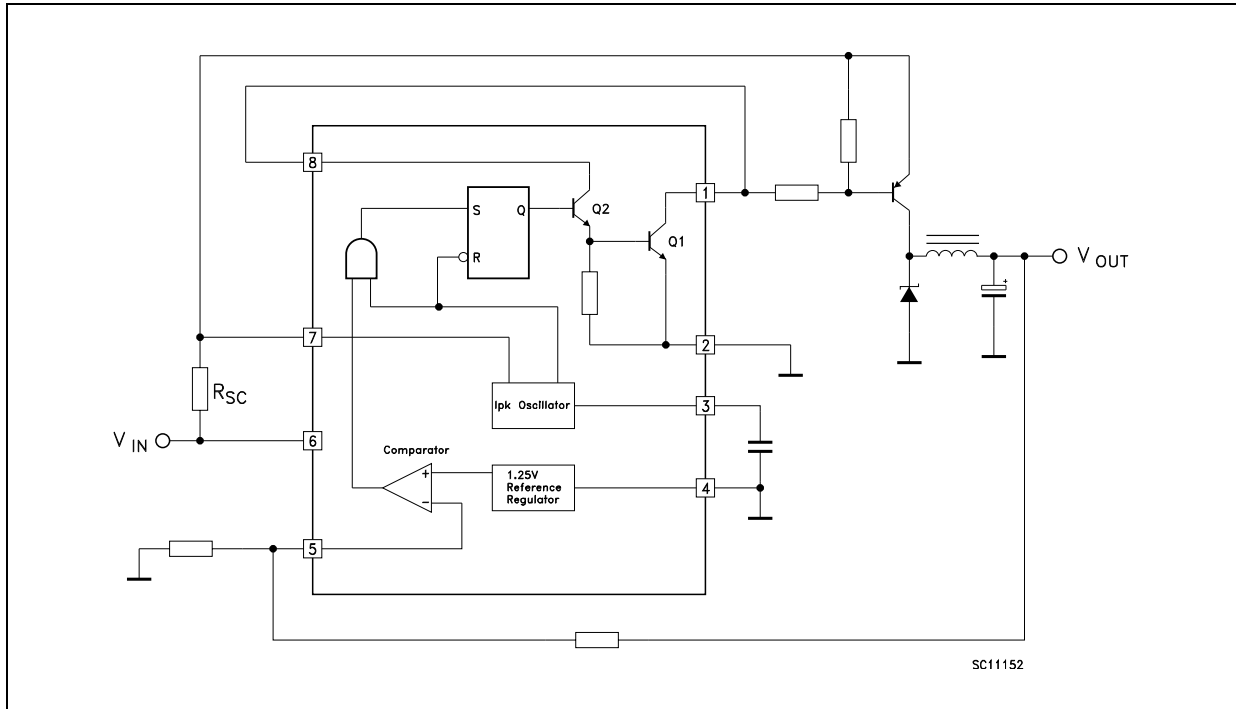 8
1
S Q
Q2
R
Q1
7
2
R SC
Ipk Oscillator
3
V IN
6
Comparator
+
−
1.25V
Reference
Regulator
4
5
+
V OUT
SC11152